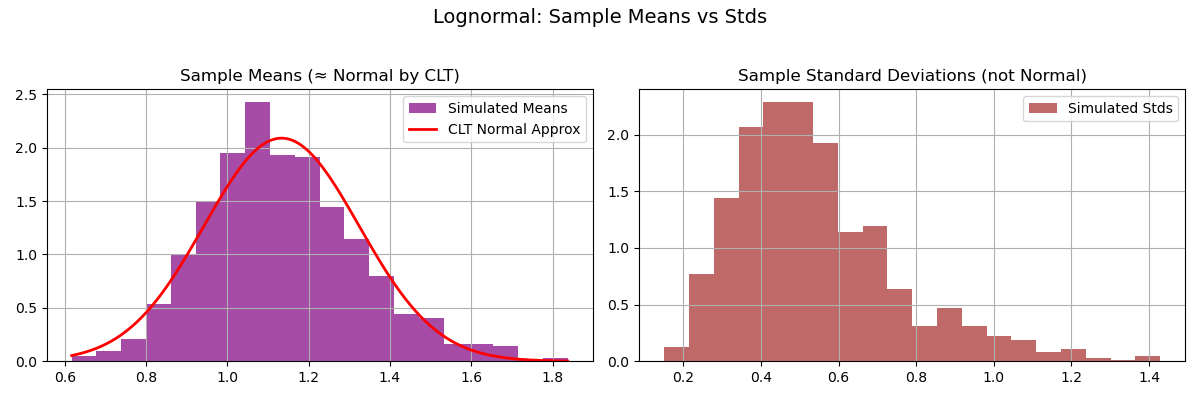 Lognormal: Sample Means vs Stds
Sample Means (≈ Normal by CLT)
2.5
2.0
1.5
1.0
0.5
0.0
0.6 0.8 1.0 1.2 1.4 1.6 1.8
Simulated Means
CLT Normal Approx
Sample Standard Deviations (not Normal)
2.0
1.5
1.0
0.5
0.0
0.2 0.4 0.6 0.8 1.0 1.2 1.4
Simulated Stds